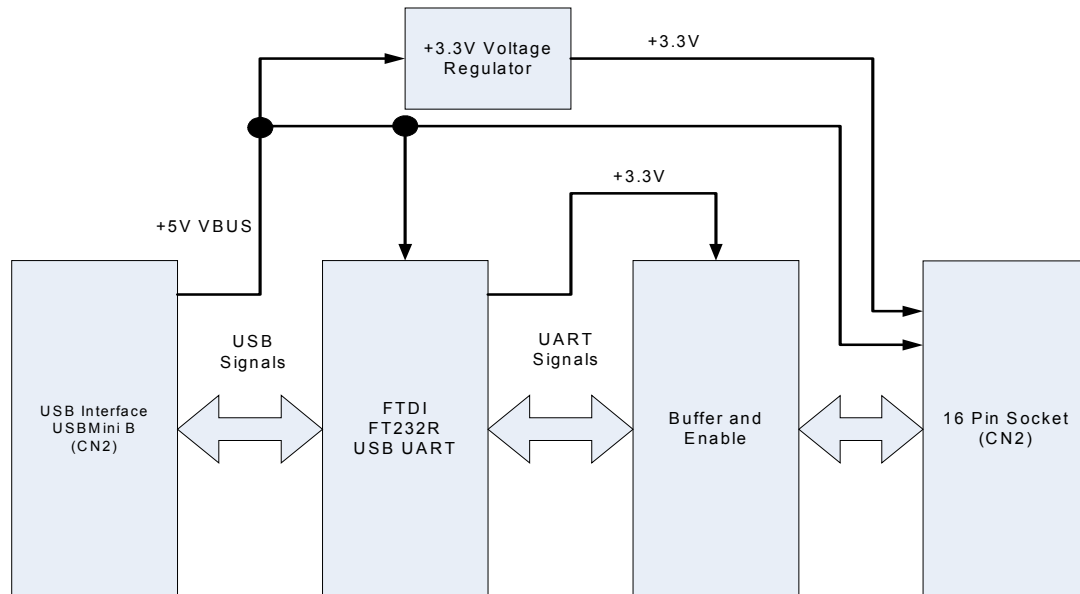 +3.3V Voltage
Regulator
+3.3V
+3.3V
+5V VBUS
USB
Signals
UART
Signals
USB Interface
USBMini B
(CN2)
FTDI
FT232R
USB UART
Buffer and
Enable
16 Pin Socket
(CN2)